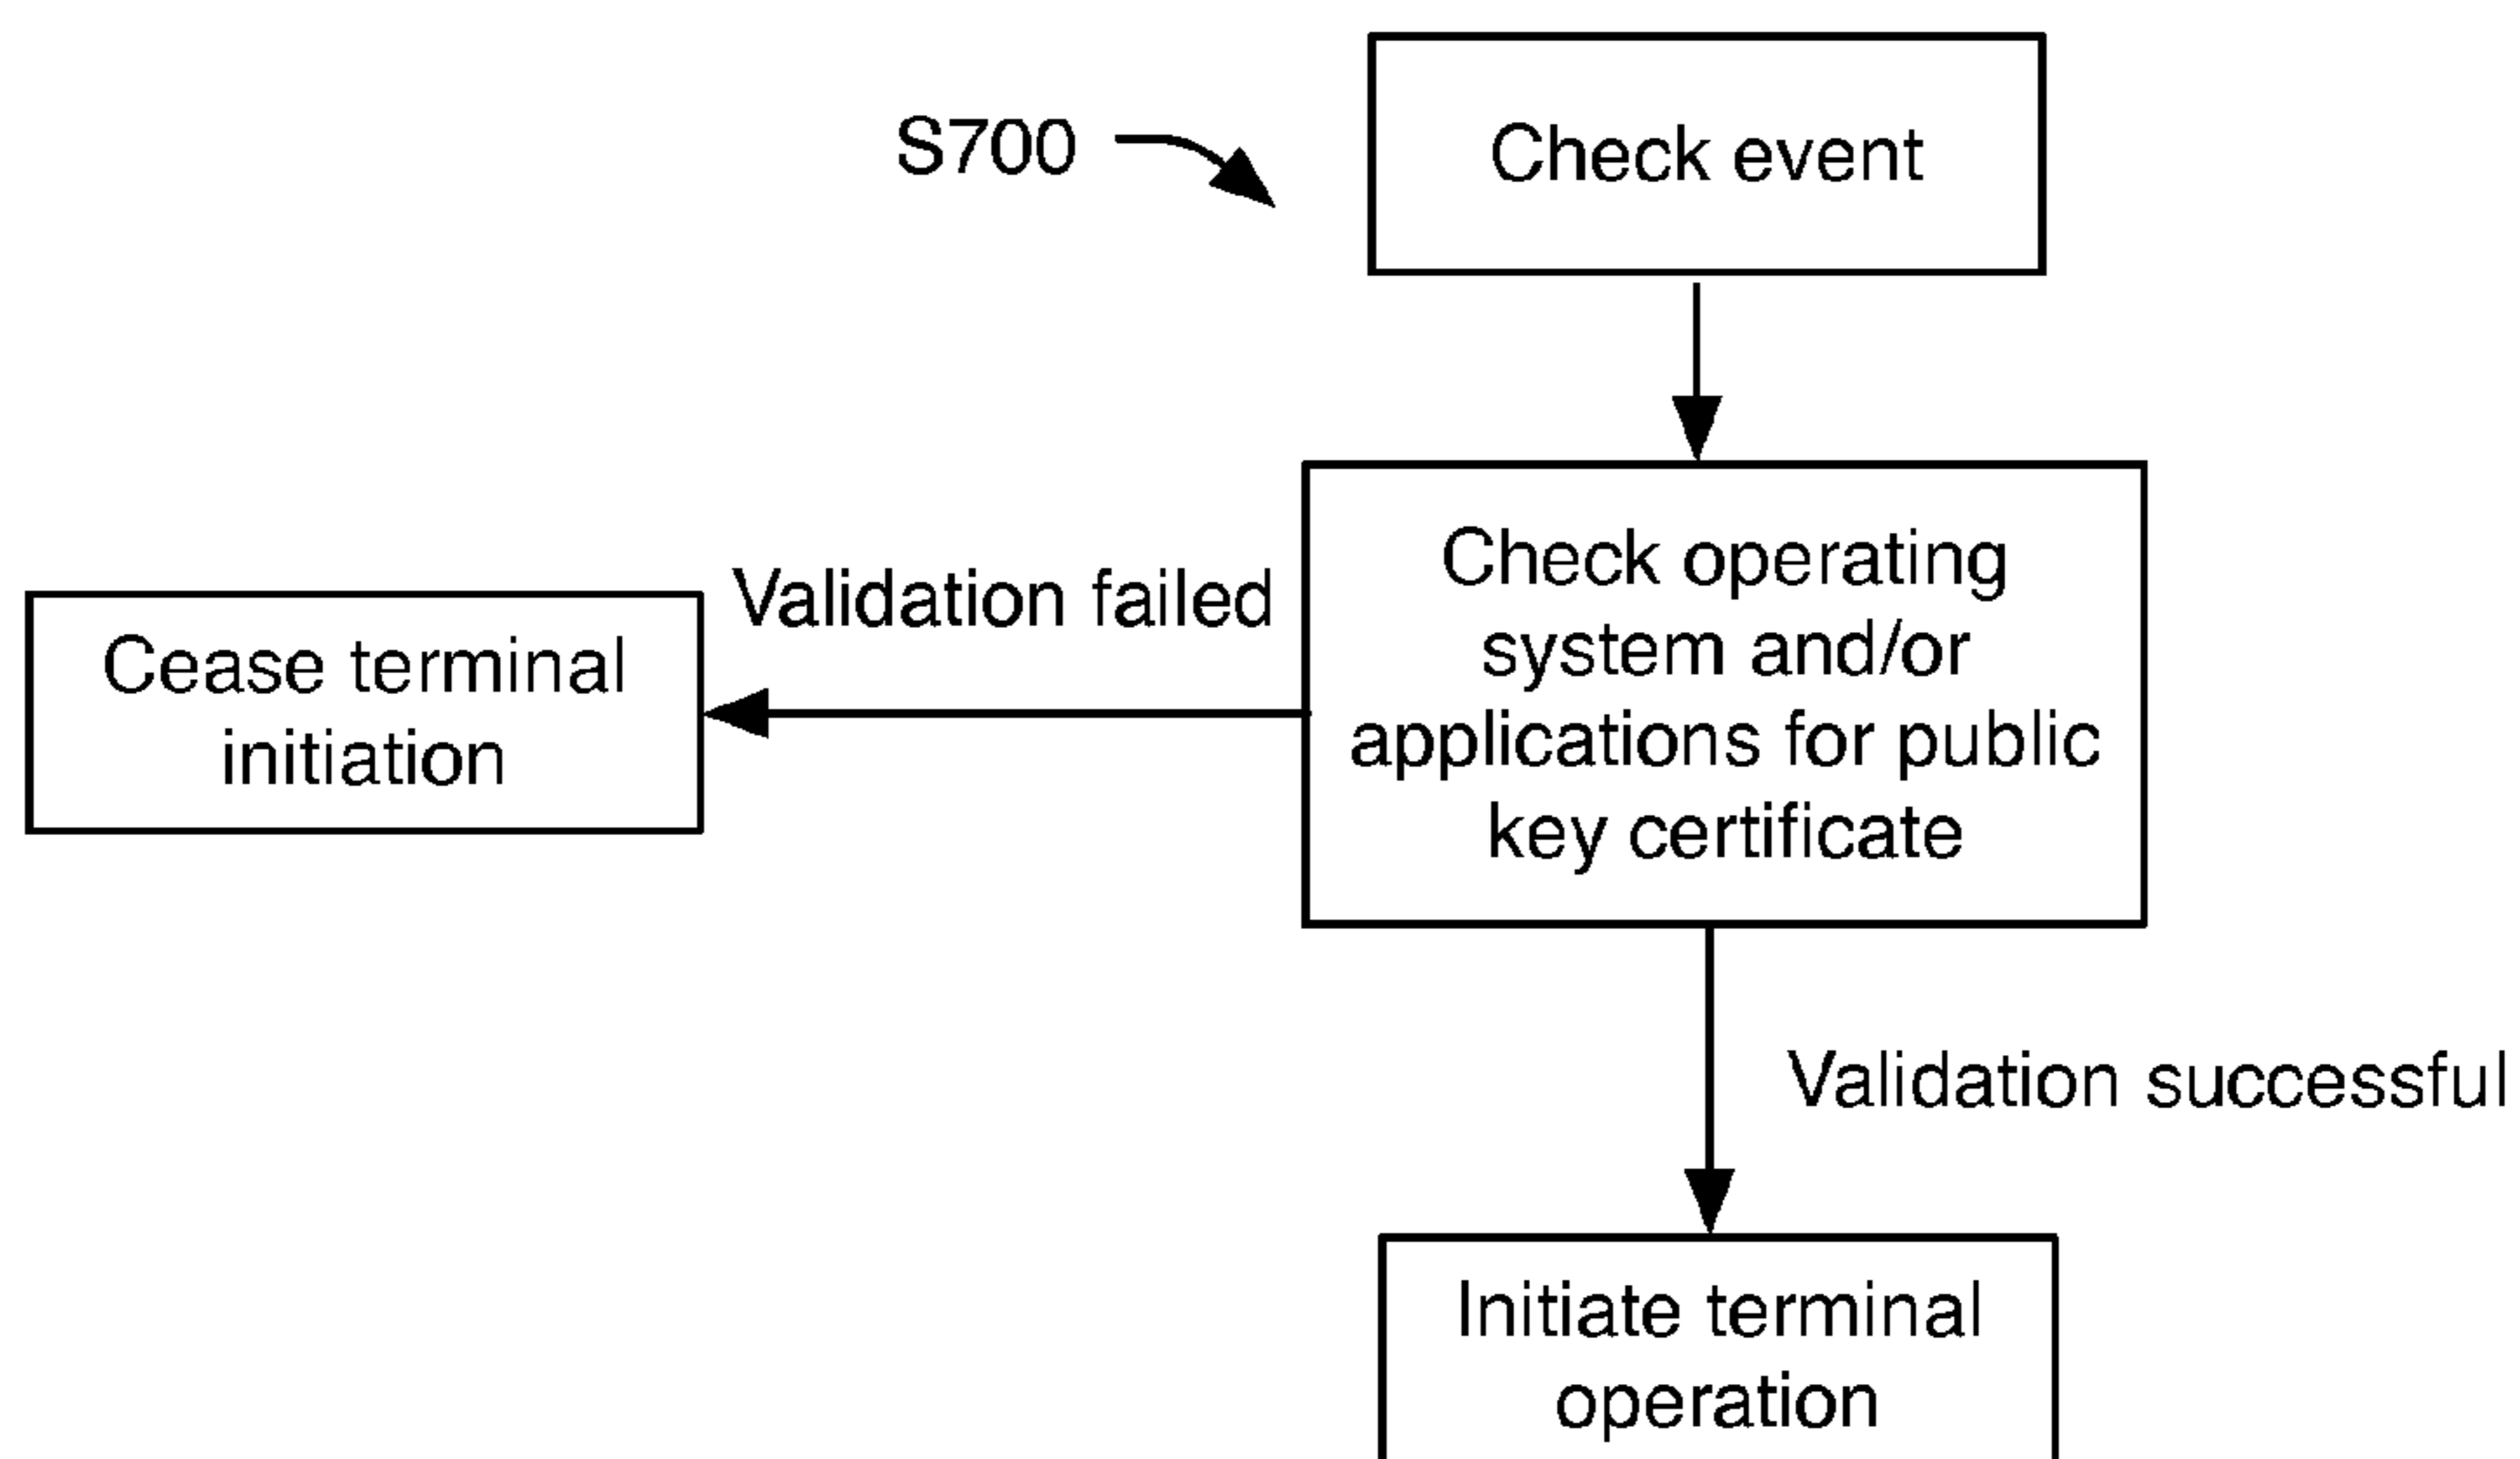 S700
Check event
Check operating
system and/or
applications for public
key certificate
Validation failed
Cease terminal
initiation
Validation successful
Initiate terminal
operation